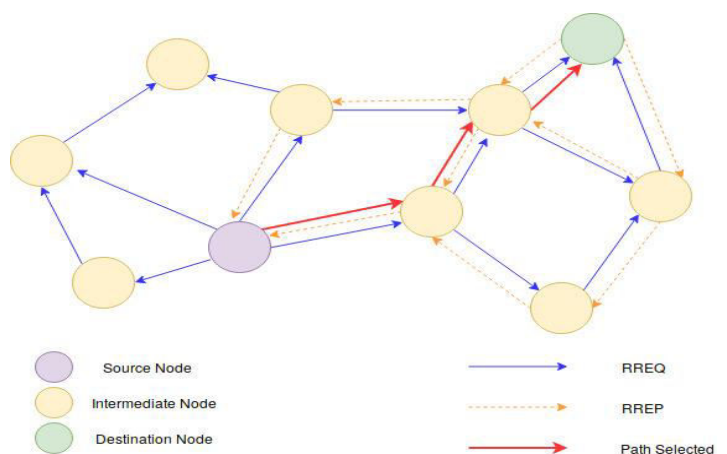 Source Node
RREQ
Intermediate Node
RREP
Destination Node
Path Selected